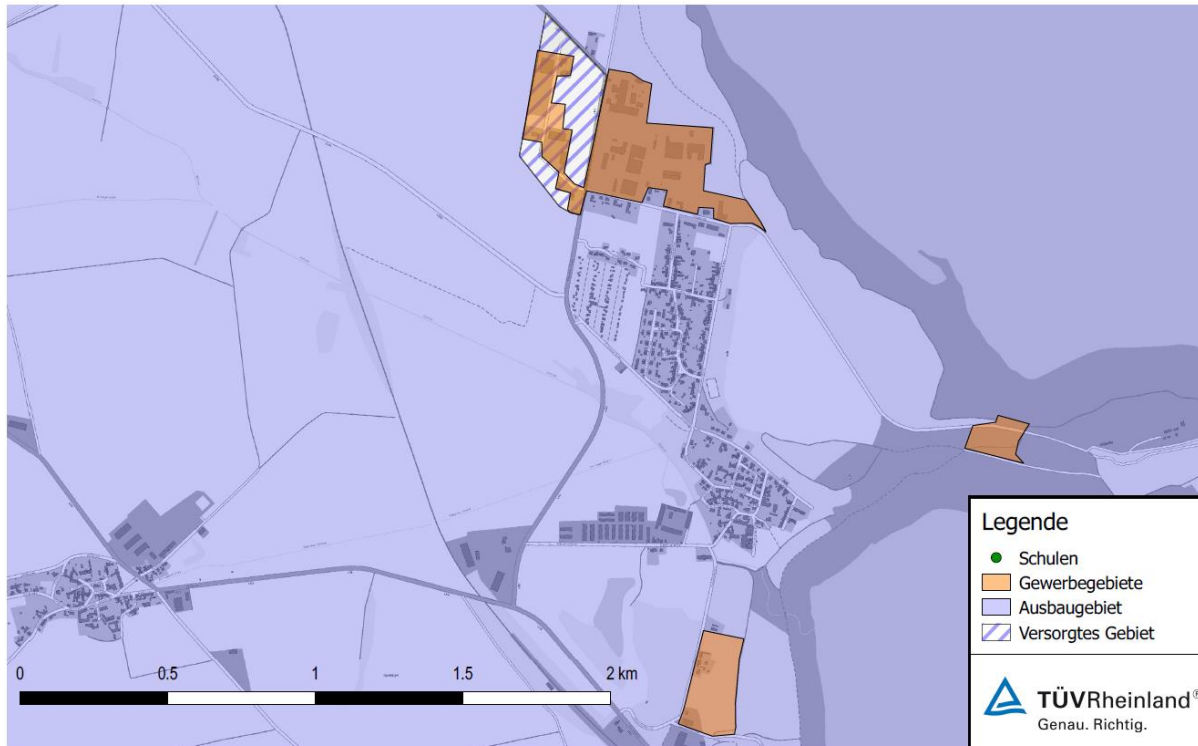 0
0.5
1
1.5
2 km
Legende
Schulen
Gewerbegebiete
Ausbaugebiet
Versorgtes Gebiet
TÜVRheinland®
Genau. Richtig.